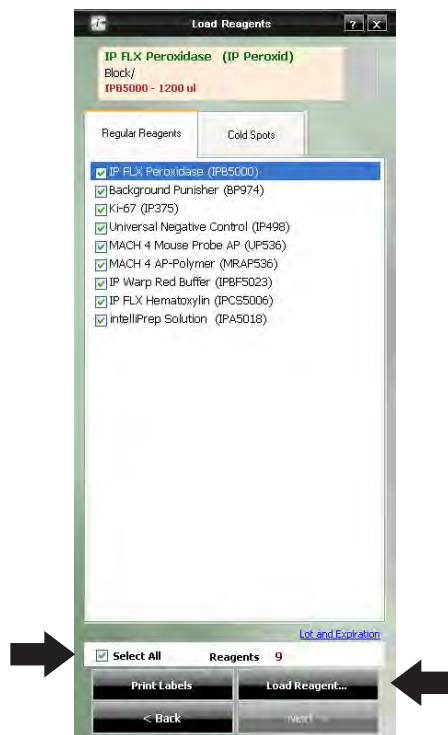 Load Reagents
? X
IP FLX Peroxidase (IP Peroxid)
Block/
IPB5000 - 1200 ul
Regular Reagents Cold Spots
IP FLX Peroxidase (IPB5000)
Background Punisher (BP974)
Ki-67 (IP375)
Universal Negative Control (IP498)
MACH 4 Mouse Probe AP (UP536)
MACH 4 AP-Polymer (MRAP536)
IP Warp Red Buffer (IPBF5023)
IP FLX Hematoxylin (IPCS5006)
intelliPrep Solution (IPA5018)
Lot and Expiration
Select All Reagents 9
Print Labels Load Reagent...
< Back Next >